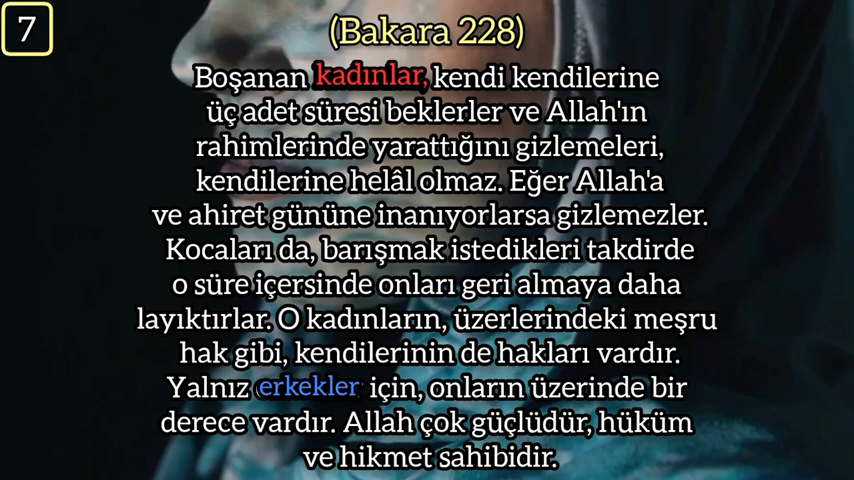 7
(Bakara 228)
Boşanan kadınlar, kendi kendilerine
üç adet süresi beklerler ve Allah'ın
rahimlerinde yarattığını gizlemeleri,
kendilerine helâl olmaz. Eğer Allah'a
ve ahiret gününe inanıyorlarsa gizlemezler.
Kocaları da, barışmak istedikleri takdirde
o süre içersinde onları geri almaya daha
layıktırlar. O kadınların, üzerlerindeki meşru
hak gibi, kendilerinin de hakları vardır.
Yalnız erkekler için, onların üzerinde bir
derece vardır. Allah çok güçlüdür, hüküm
ve hikmet sahibidir.